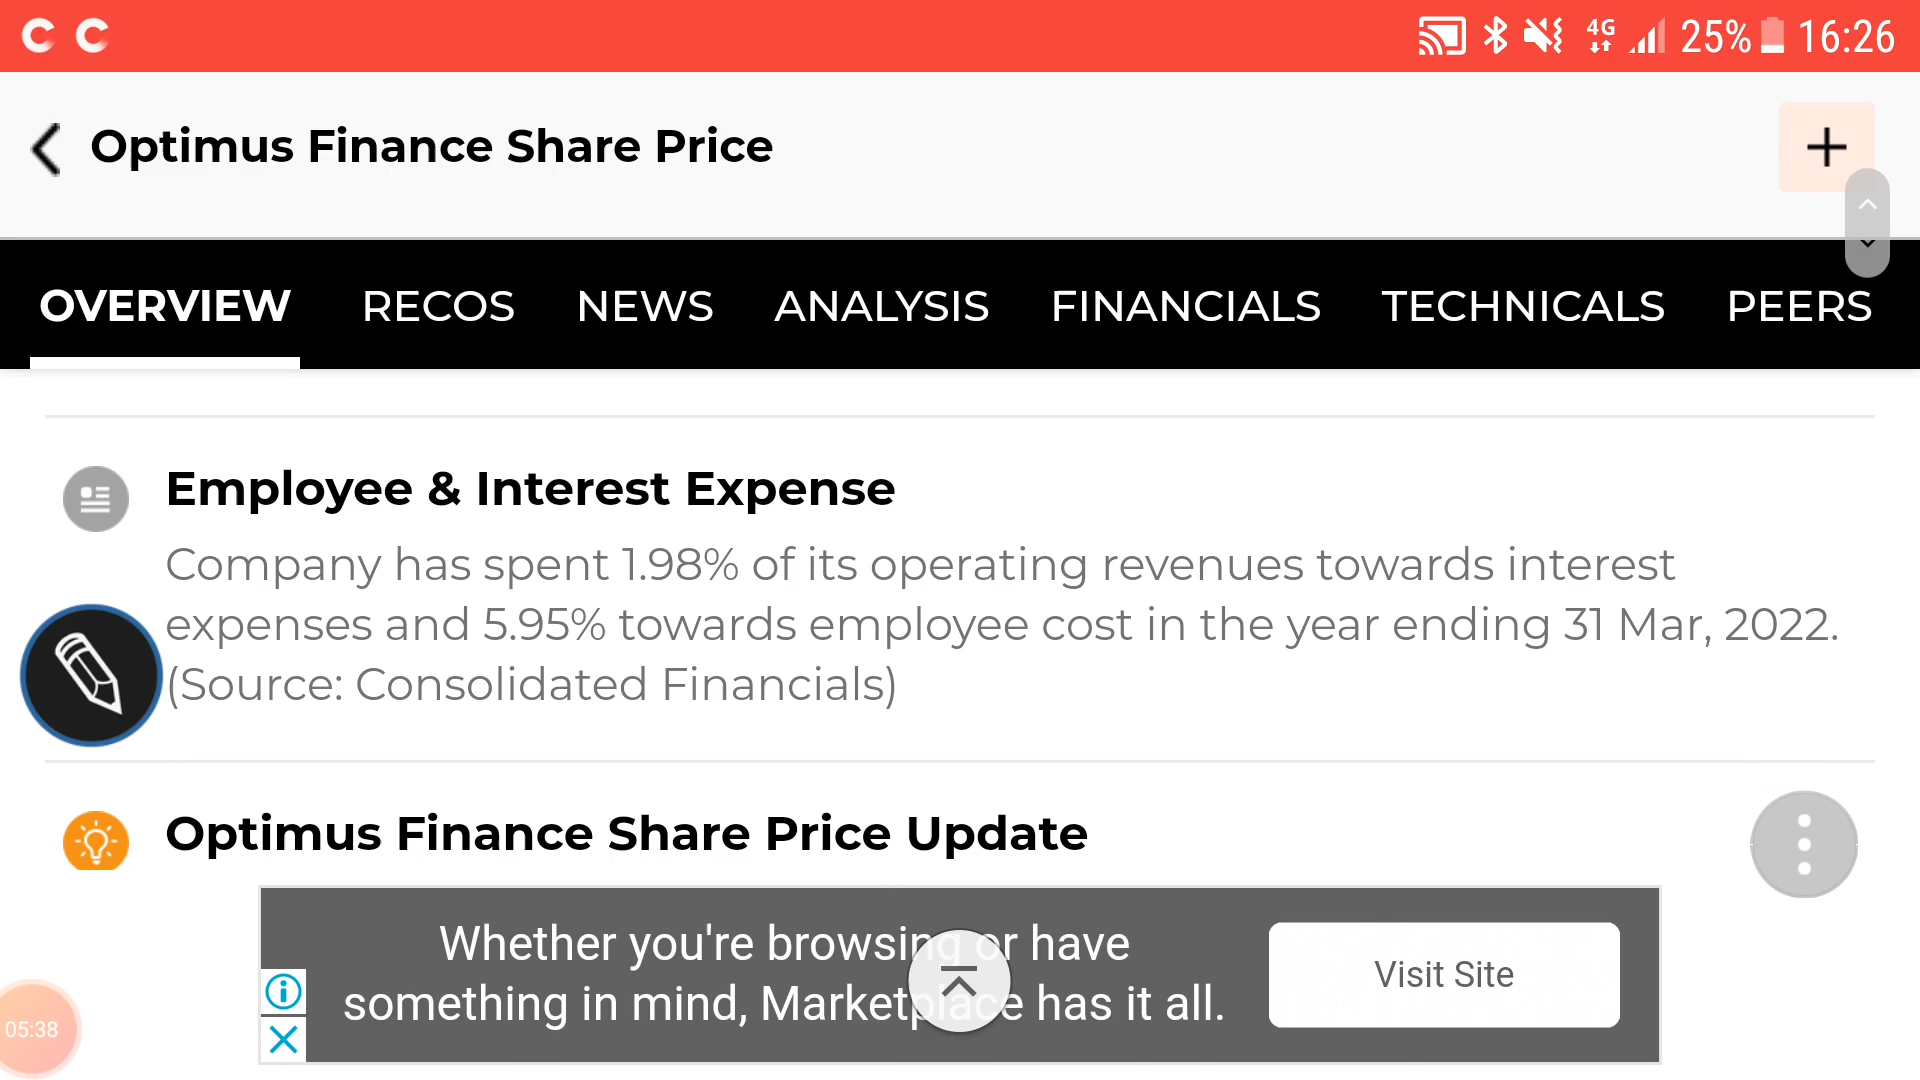 4G 25% 16:26
Optimus Finance Share Price
OVERVIEW RECOS NEWS ANALYSIS FINANCIALS TECHNICALS PEERS
Employee & Interest Expense
Company has spent 1.98% of its operating revenues towards interest
expenses and 5.95% towards employee cost in the year ending 31 Mar, 2022.
(Source: Consolidated Financials)
Optimus Finance Share Price Update
Whether you're browsing or have
something in mind, Marketplace has it all.
Visit Site
05:38